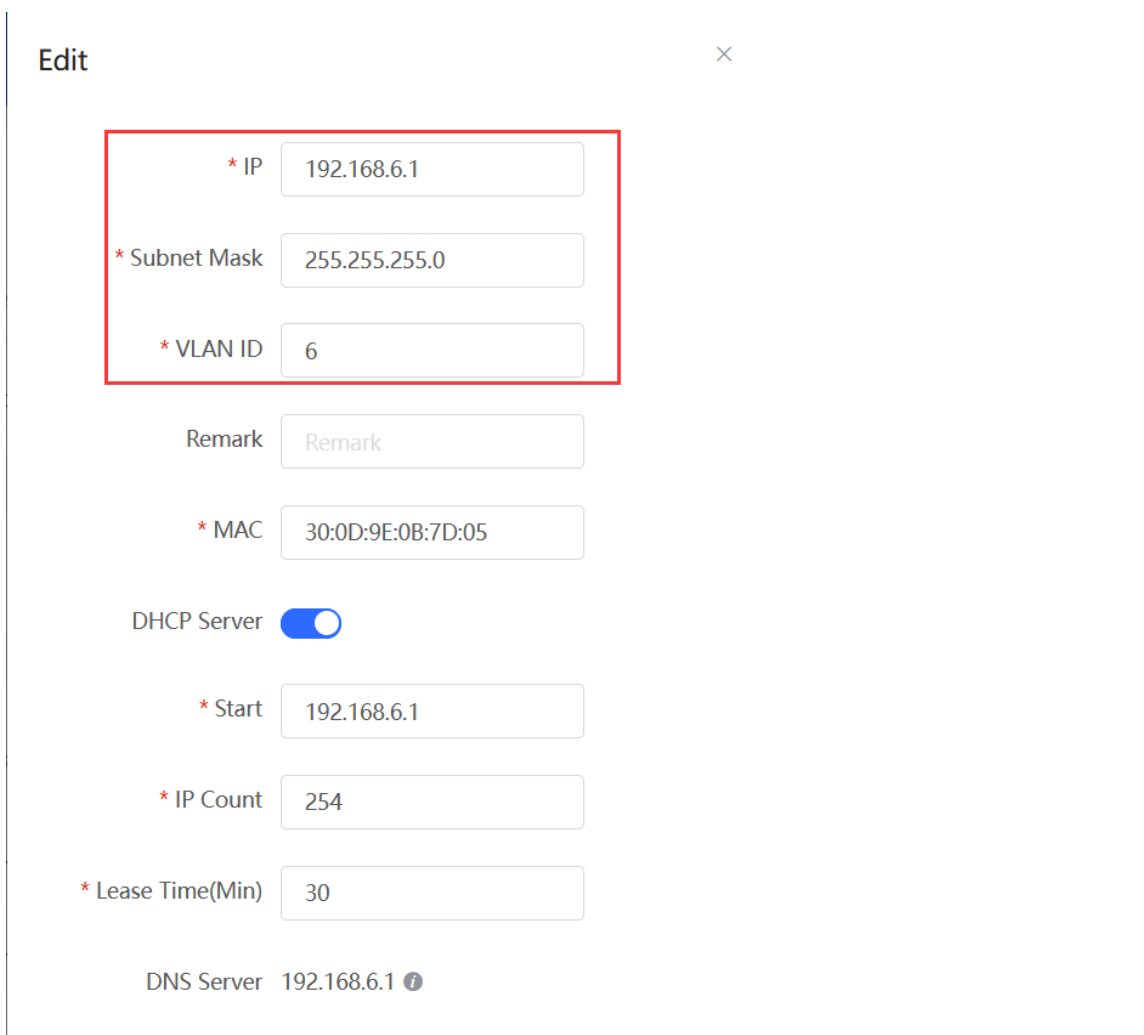 Edit
* IP 192.168.6.1
* Subnet Mask 255.255.255.0
* VLAN ID 6
Remark Remark
* MAC 30:0D:9E:0B:7D:05
DHCP Server
* Start 192.168.6.1
* IP Count 254
* Lease Time(Min) 30
DNS Server 192.168.6.1